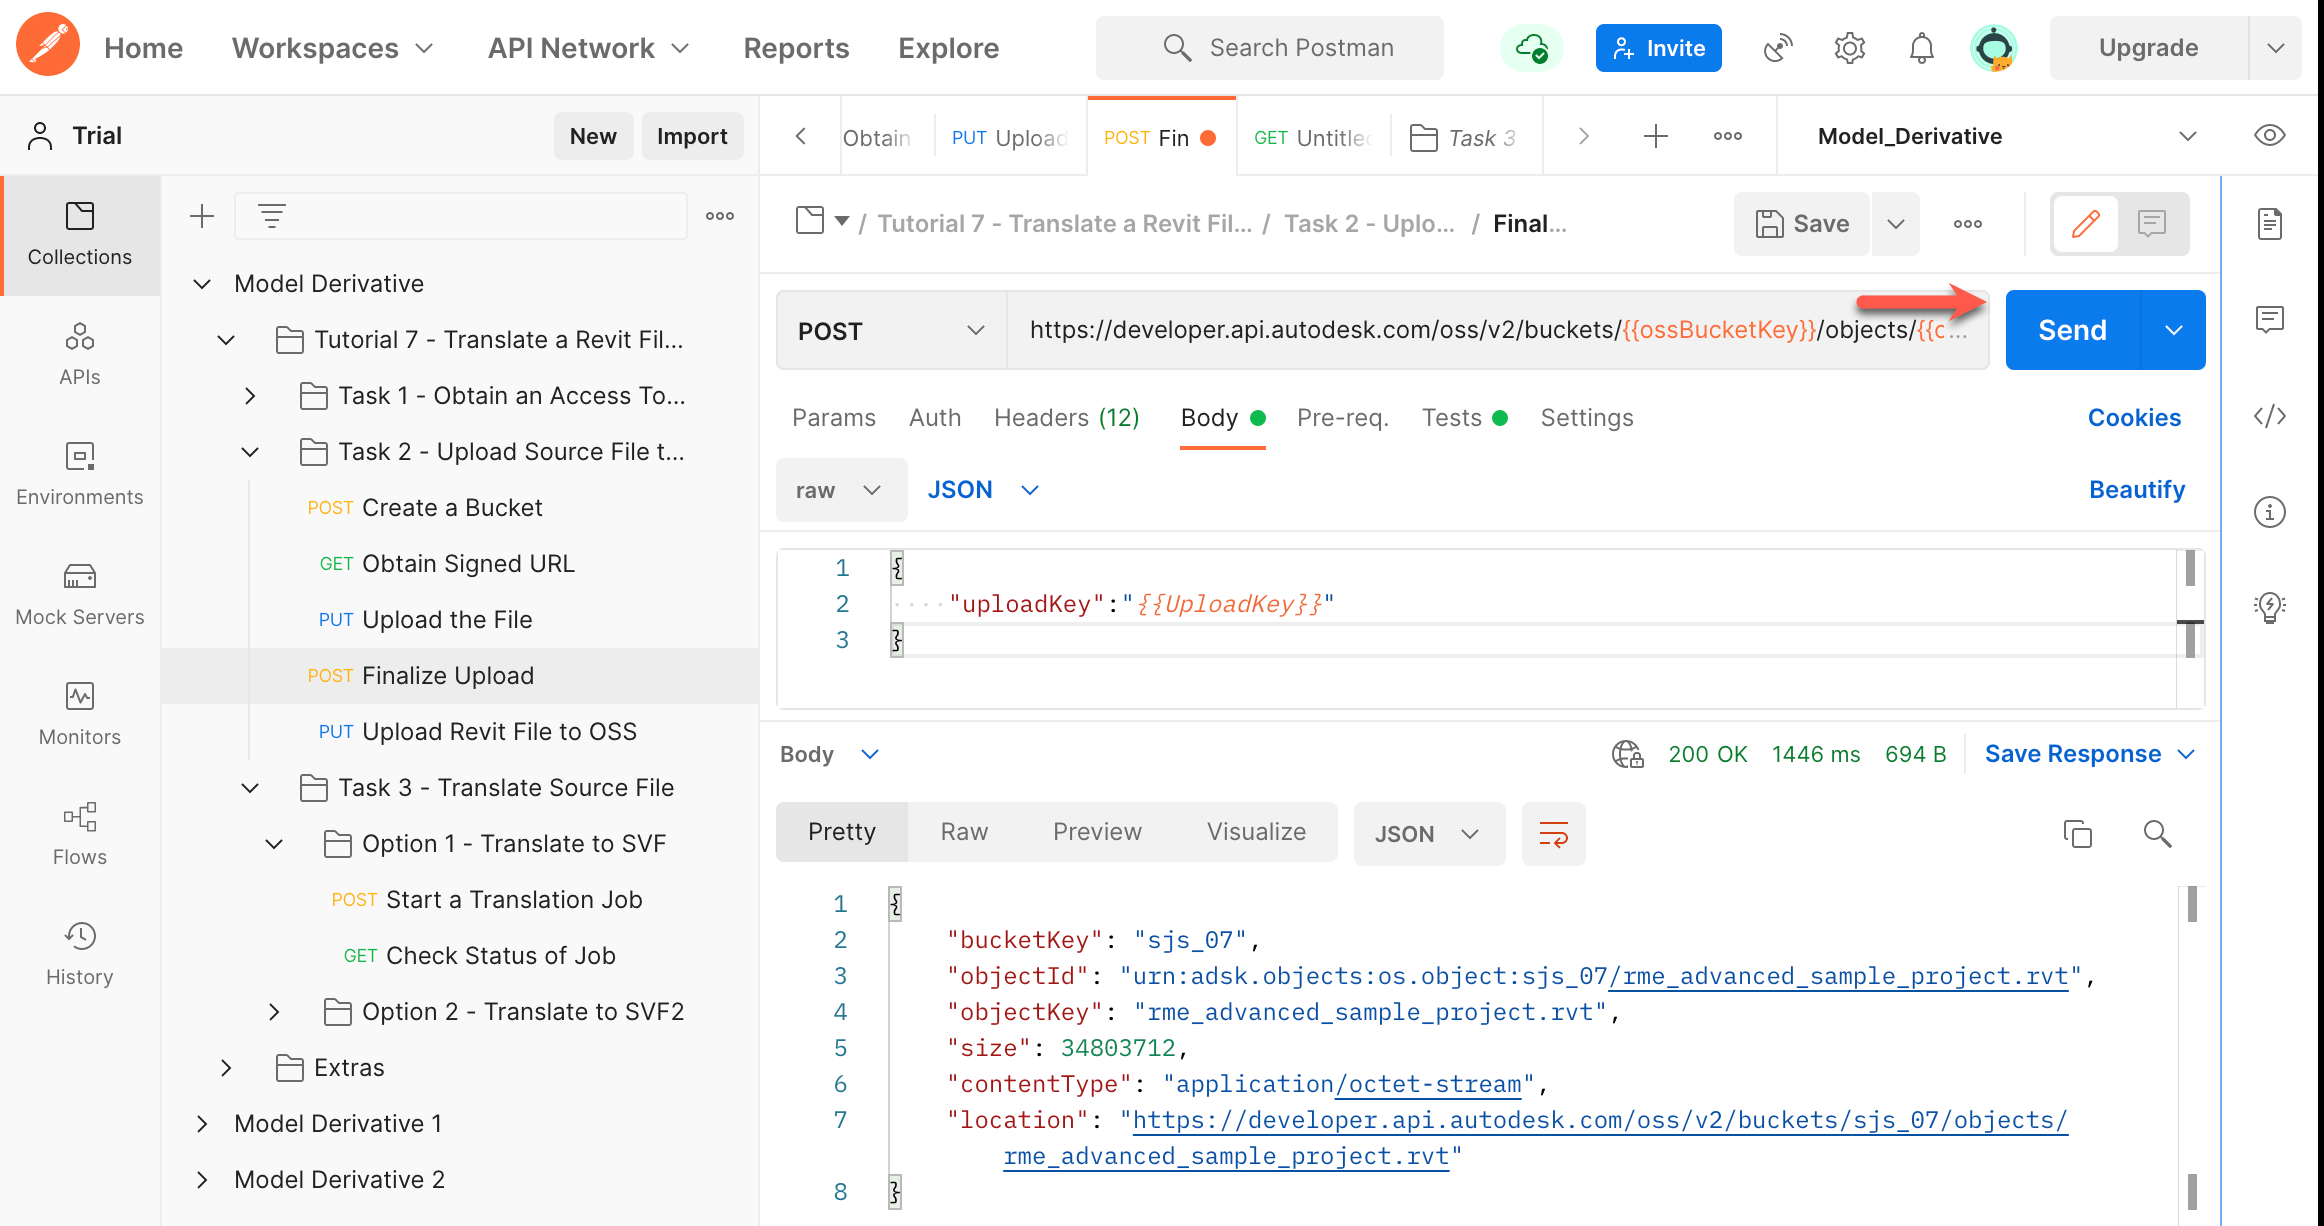 Home Workspaces API Network Reports Explore Search Postman Invite Upgrade
Trial New Import
Obtain PUT Upload POST Fin GET Untitled Task 3 ooo Model_Derivative
Collections
APIs
Environments
Mock Servers
Monitors
Flows
History
Model Derivative
Tutorial 7 - Translate a Revit Fil...
Task 1 - Obtain an Access To...
Task 2 - Upload Source File t...
POST Create a Bucket
GET Obtain Signed URL
PUT Upload the File
POST Finalize Upload
PUT Upload Revit File to OSS
Task 3 - Translate Source File
Option 1 - Translate to SVF
POST Start a Translation Job
GET Check Status of Job
Option 2 - Translate to SVF2
Extras
Model Derivative 1
Model Derivative 2
/ Tutorial 7 - Translate a Revit Fil... / Task 2 - Uplo... / Final... Save
POST https://developer.api.autodesk.com/oss/v2/buckets/{{ossBucketKey}}/objects/{{c... Send
Params Auth Headers (12) Body Pre-req. Tests Settings Cookies
raw JSON Beautify
1 {
2 "uploadKey":"{{UploadKey}}"
3 }
Body 200 OK 1446 ms 694 B Save Response
Pretty Raw Preview Visualize JSON
1 {
2 "bucketKey": "sjs_07",
3 "objectId": "urn:adsk.objects:os.object:sjs_07/rme_advanced_sample_project.rvt",
4 "objectKey": "rme_advanced_sample_project.rvt",
5 "size": 34803712,
6 "contentType": "application/octet-stream",
7 "location": "https://developer.api.autodesk.com/oss/v2/buckets/sjs_07/objects/
rme_advanced_sample_project.rvt"
8 }